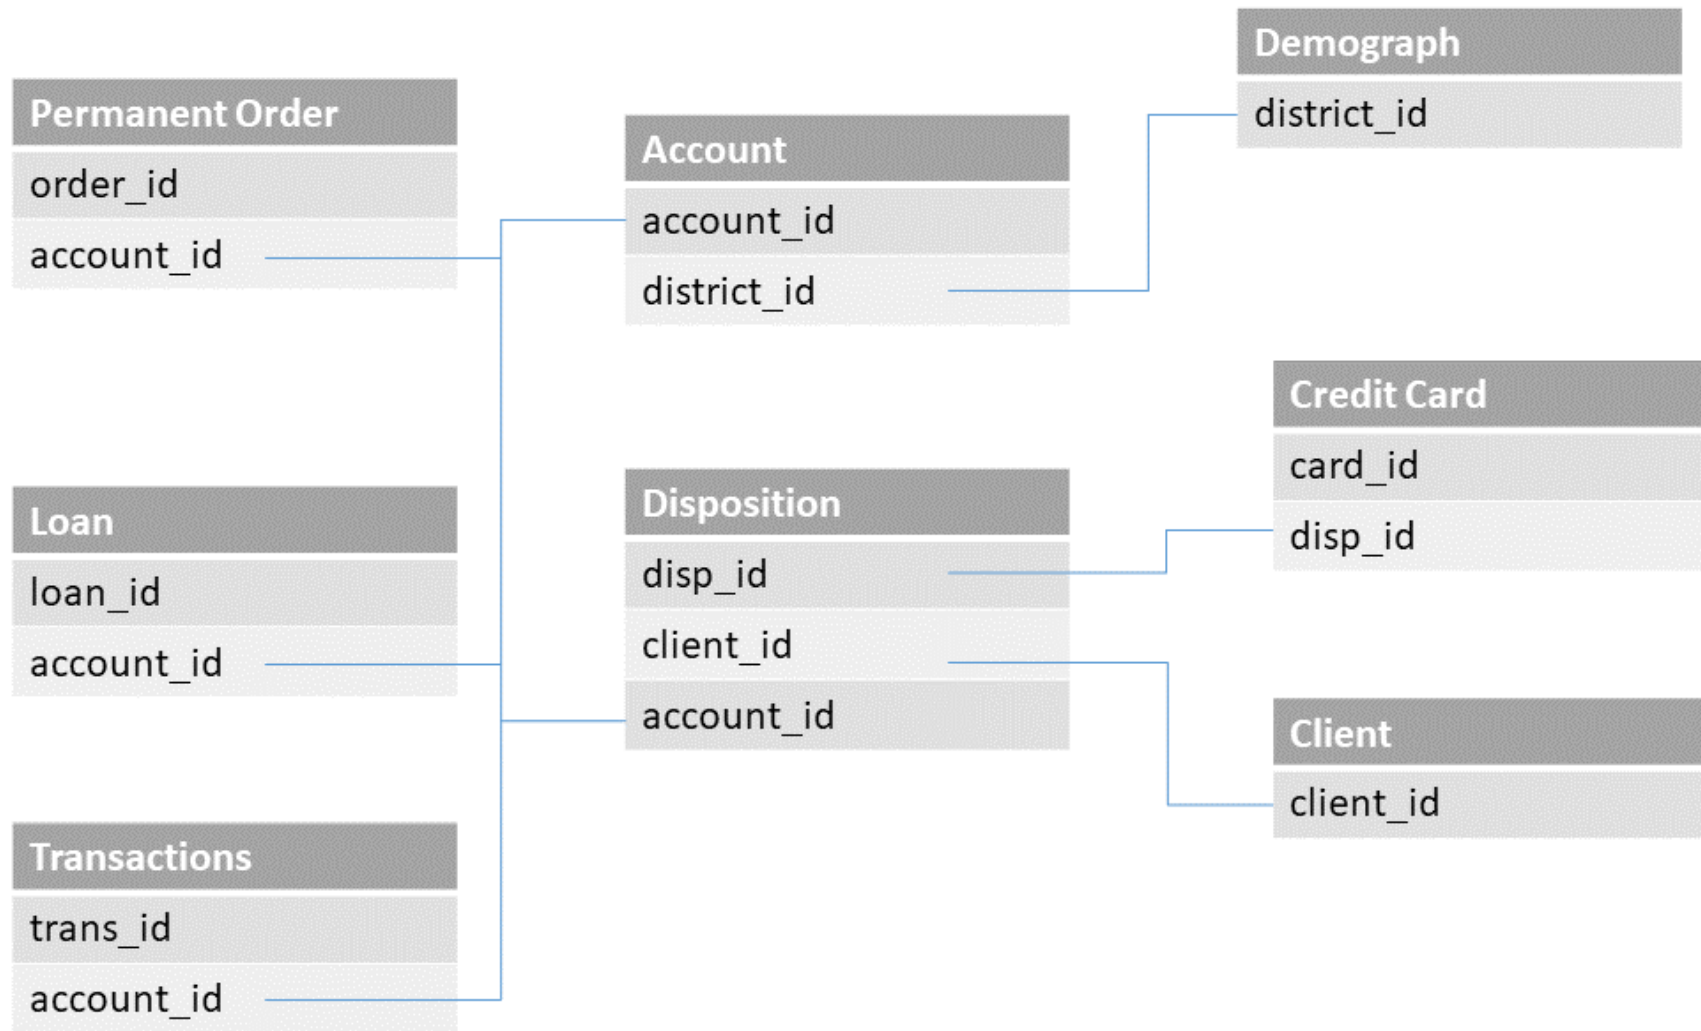 Permanent Order
order_id
account_id
Loan
loan_id
account_id
Transactions
trans_id
account_id
Account
account_id
district_id
Disposition
disp_id
client_id
account_id
Demograph
district_id
Credit Card
card_id
disp_id
Client
client_id